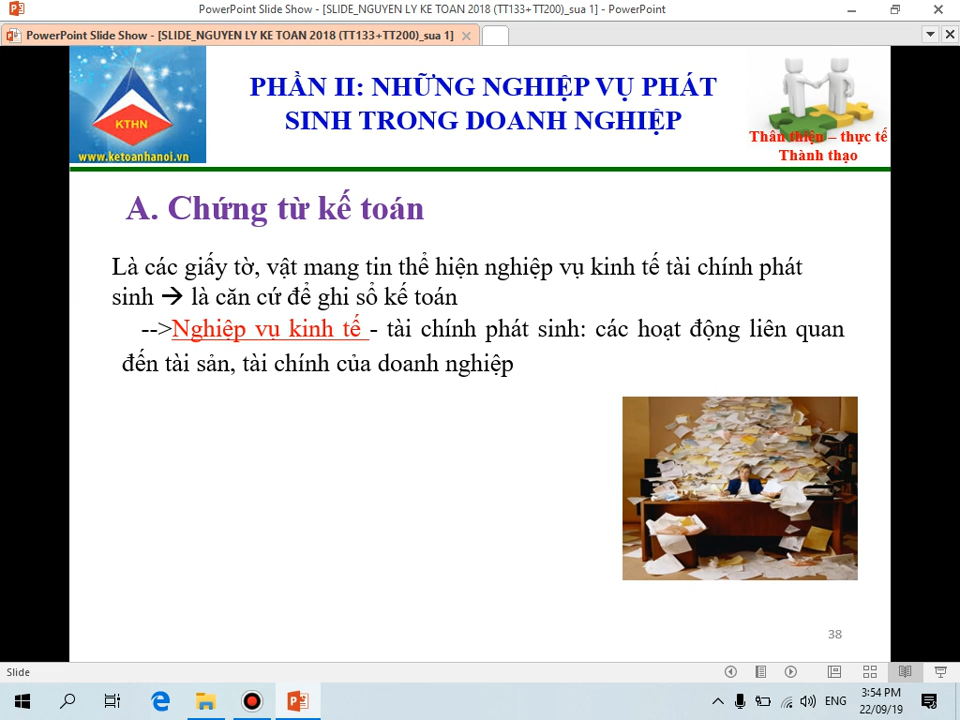 PowerPoint Slide Show - [SLIDE_NGUYEN LY KE TOAN 2018 (TT133+TT200)_sua 1] - PowerPoint
PowerPoint Slide Show - [SLIDE_NGUYEN LY KE TOAN 2018 (TT133+TT200)_sua 1]
KTHN
www.ketoanhanoi.vn
PHẦN II: NHỮNG NGHIỆP VỤ PHÁT
SINH TRONG DOANH NGHIỆP
Thân thiện – thực tế
Thành thạo
A. Chứng từ kế toán
Là các giấy tờ, vật mang tin thể hiện nghiệp vụ kinh tế tài chính phát
sinh → là căn cứ để ghi sổ kế toán
-->Nghiệp vụ kinh tế - tài chính phát sinh: các hoạt động liên quan
đến tài sản, tài chính của doanh nghiệp
38
Slide
ENG
3:54 PM
22/09/19